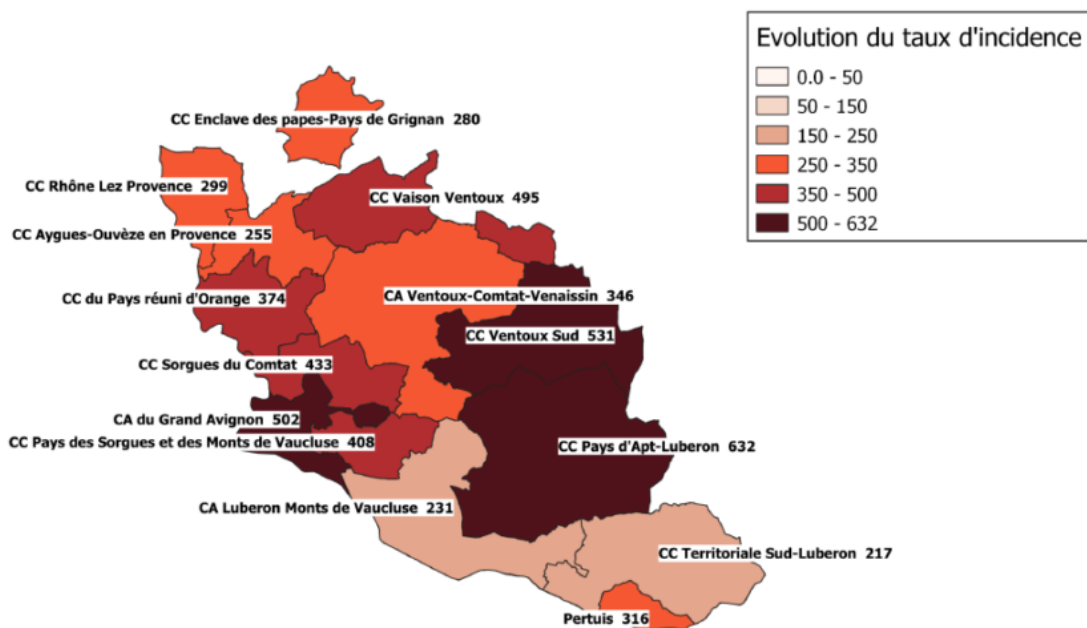 Evolution du taux d'incidence
0.0 - 50
50 - 150
150 - 250
250 - 350
350 - 500
500 - 632
CC Enclave des papes-Pays de Grignan 280
CC Rhône Lez Provence 299
CC Vaison Ventoux 495
CC Aygues-Ouvèze en Provence 255
CC du Pays réuni d'Orange 374
CA Ventoux-Comtat-Venaissin 346
CC Ventoux Sud 531
CC Sorgues du Comtat 433
CA du Grand Avignon 502
CC Pays des Sorgues et des Monts de Vaucluse 408
CC Pays d'Apt-Luberon 632
CA Luberon Monts de Vaucluse 231
CC Territoriale Sud-Luberon 217
Pertuis 316